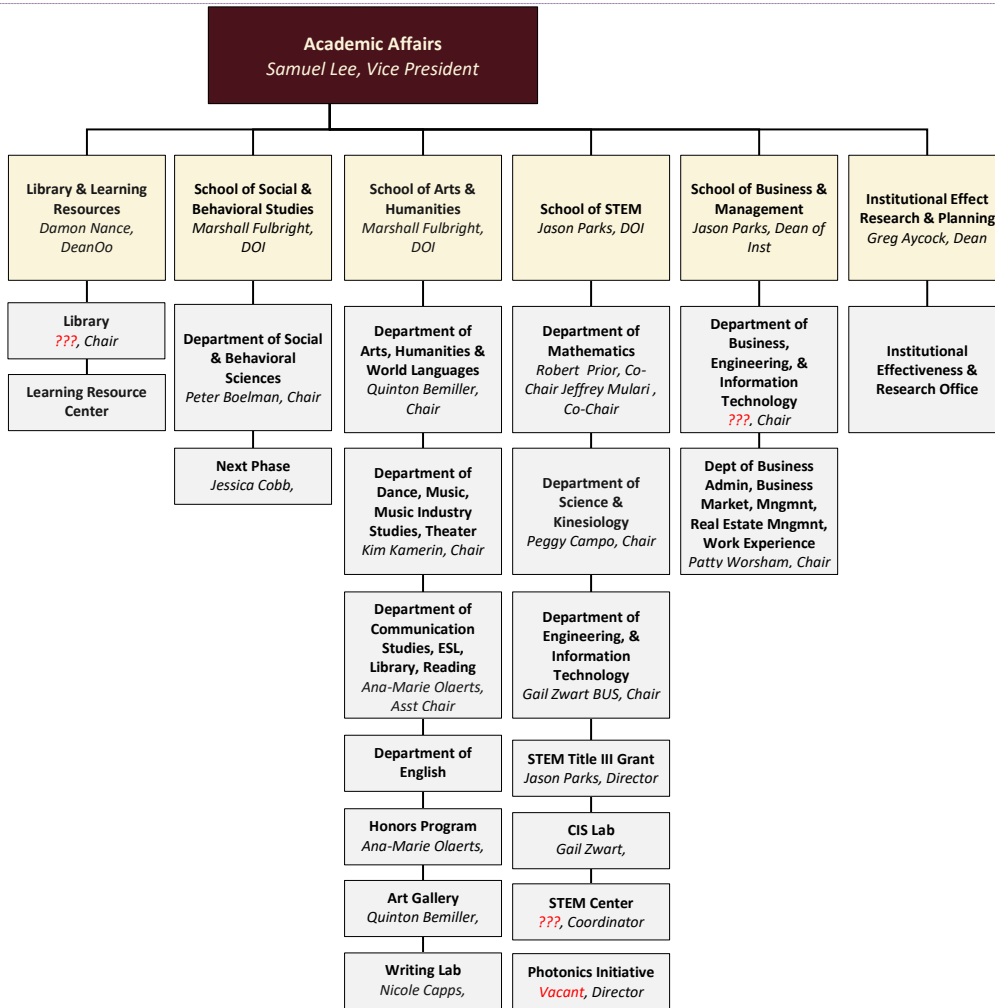 Academic Affairs
Samuel Lee, Vice President
Library & Learning
Resources
Damon Nance,
DeanOo
School of Social &
Behavioral Studies
Marshall Fulbright,
DOI
School of Arts &
Humanities
Marshall Fulbright,
DOI
School of STEM
Jason Parks, DOI
School of Business &
Management
Jason Parks, Dean of
Inst
Institutional Effect
Research & Planning
Greg Aycock, Dean
Library
???, Chair
Learning Resource
Center
Department of Social
& Behavioral
Sciences
Peter Boelman, Chair
Next Phase
Jessica Cobb,
Department of
Arts, Humanities &
World Languages
Quinton Bemiller,
Chair
Department of
Dance, Music,
Music Industry
Studies, Theater
Kim Kamerin, Chair
Department of
Communication
Studies, ESL,
Library, Reading
Ana-Marie Olaerts,
Asst Chair
Department of
English
Honors Program
Ana-Marie Olaerts,
Art Gallery
Quinton Bemiller,
Writing Lab
Nicole Capps,
Department of
Mathematics
Robert Prior, Co-
Chair Jeffrey Mulari ,
Co-Chair
Department of
Science &
Kinesiology
Peggy Campo, Chair
Department of
Engineering, &
Information
Technology
Gail Zwart BUS, Chair
STEM Title III Grant
Jason Parks, Director
CIS Lab
Gail Zwart,
STEM Center
???, Coordinator
Photonics Initiative
Vacant, Director
Department of
Business,
Engineering, &
Information
Technology
???, Chair
Dept of Business
Admin, Business
Market, Mngmnt,
Real Estate Mngmnt,
Work Experience
Patty Worsham, Chair
Institutional
Effectiveness &
Research Office